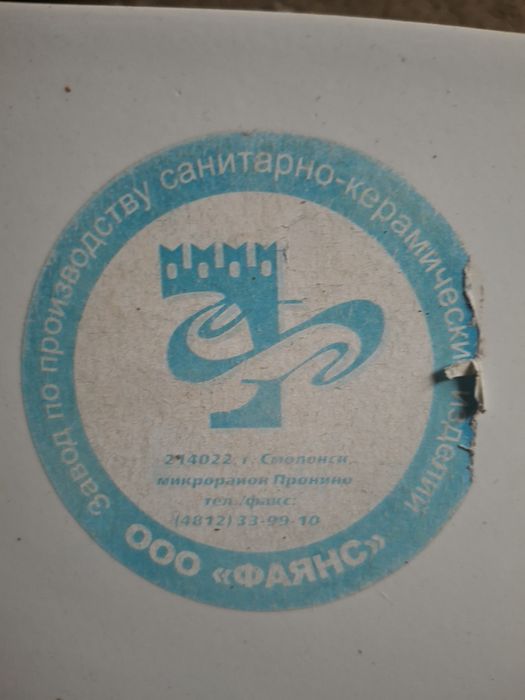 Завод по производству санитарно-керамических изделий
214022, г. Смоленск,
микрорайон Пронино
тел./факс:
(4812) 33-99-10
ООО «ФАЯНС»